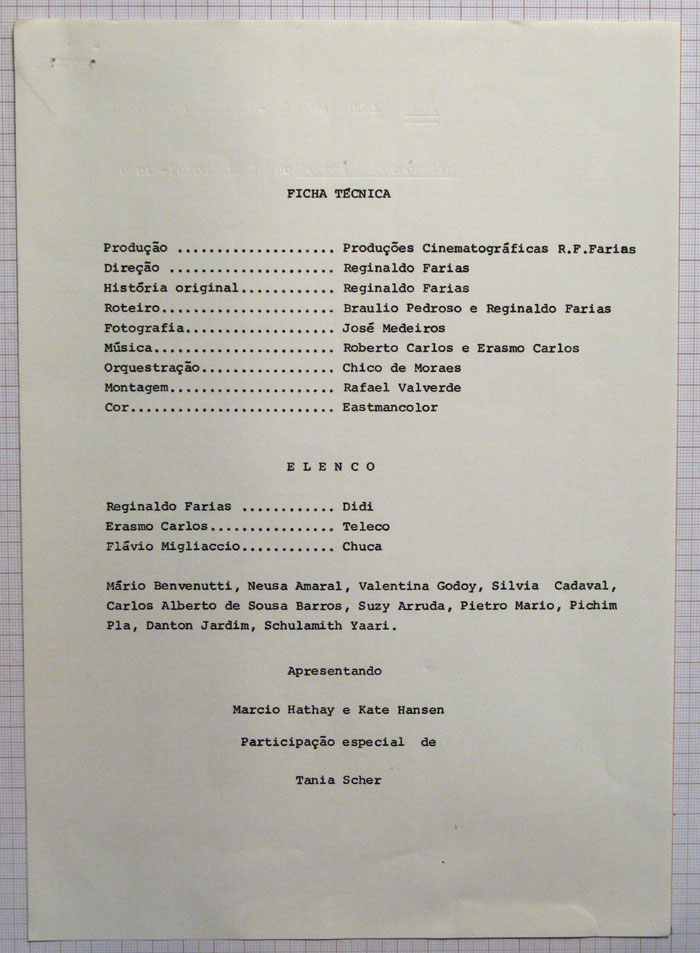 FICHA TÉCNICA
Produção .................... Produções Cinematográficas R.F.Farias
Direção ..................... Reginaldo Farias
História original............ Reginaldo Farias
Roteiro...................... Braulio Pedroso e Reginaldo Farias
Fotografia................... José Medeiros
Música....................... Roberto Carlos e Erasmo Carlos
Orquestração................. Chico de Moraes
Montagem..................... Rafael Valverde
Cor.......................... Eastmancolor
E L E N C O
Reginaldo Farias ............ Didi
Erasmo Carlos................ Teleco
Flávio Migliaccio............ Chuca
Mário Benvenutti, Neusa Amaral, Valentina Godoy, Silvia  Cadaval,
Carlos Alberto de Sousa Barros, Suzy Arruda, Pietro Mario, Pichim
Pla, Danton Jardim, Schulamith Yaari.
Apresentando
Marcio Hathay e Kate Hansen
Participação especial  de
Tania Scher